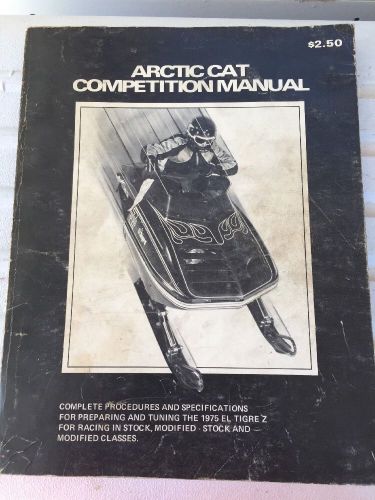 $2.50
ARCTIC CAT
COMPETITION MANUAL
COMPLETE PROCEDURES AND SPECIFICATIONS
FOR PREPARING AND TUNING THE 1975 EL TIGRE Z
FOR RACING IN STOCK, MODIFIED - STOCK AND
MODIFIED CLASSES.